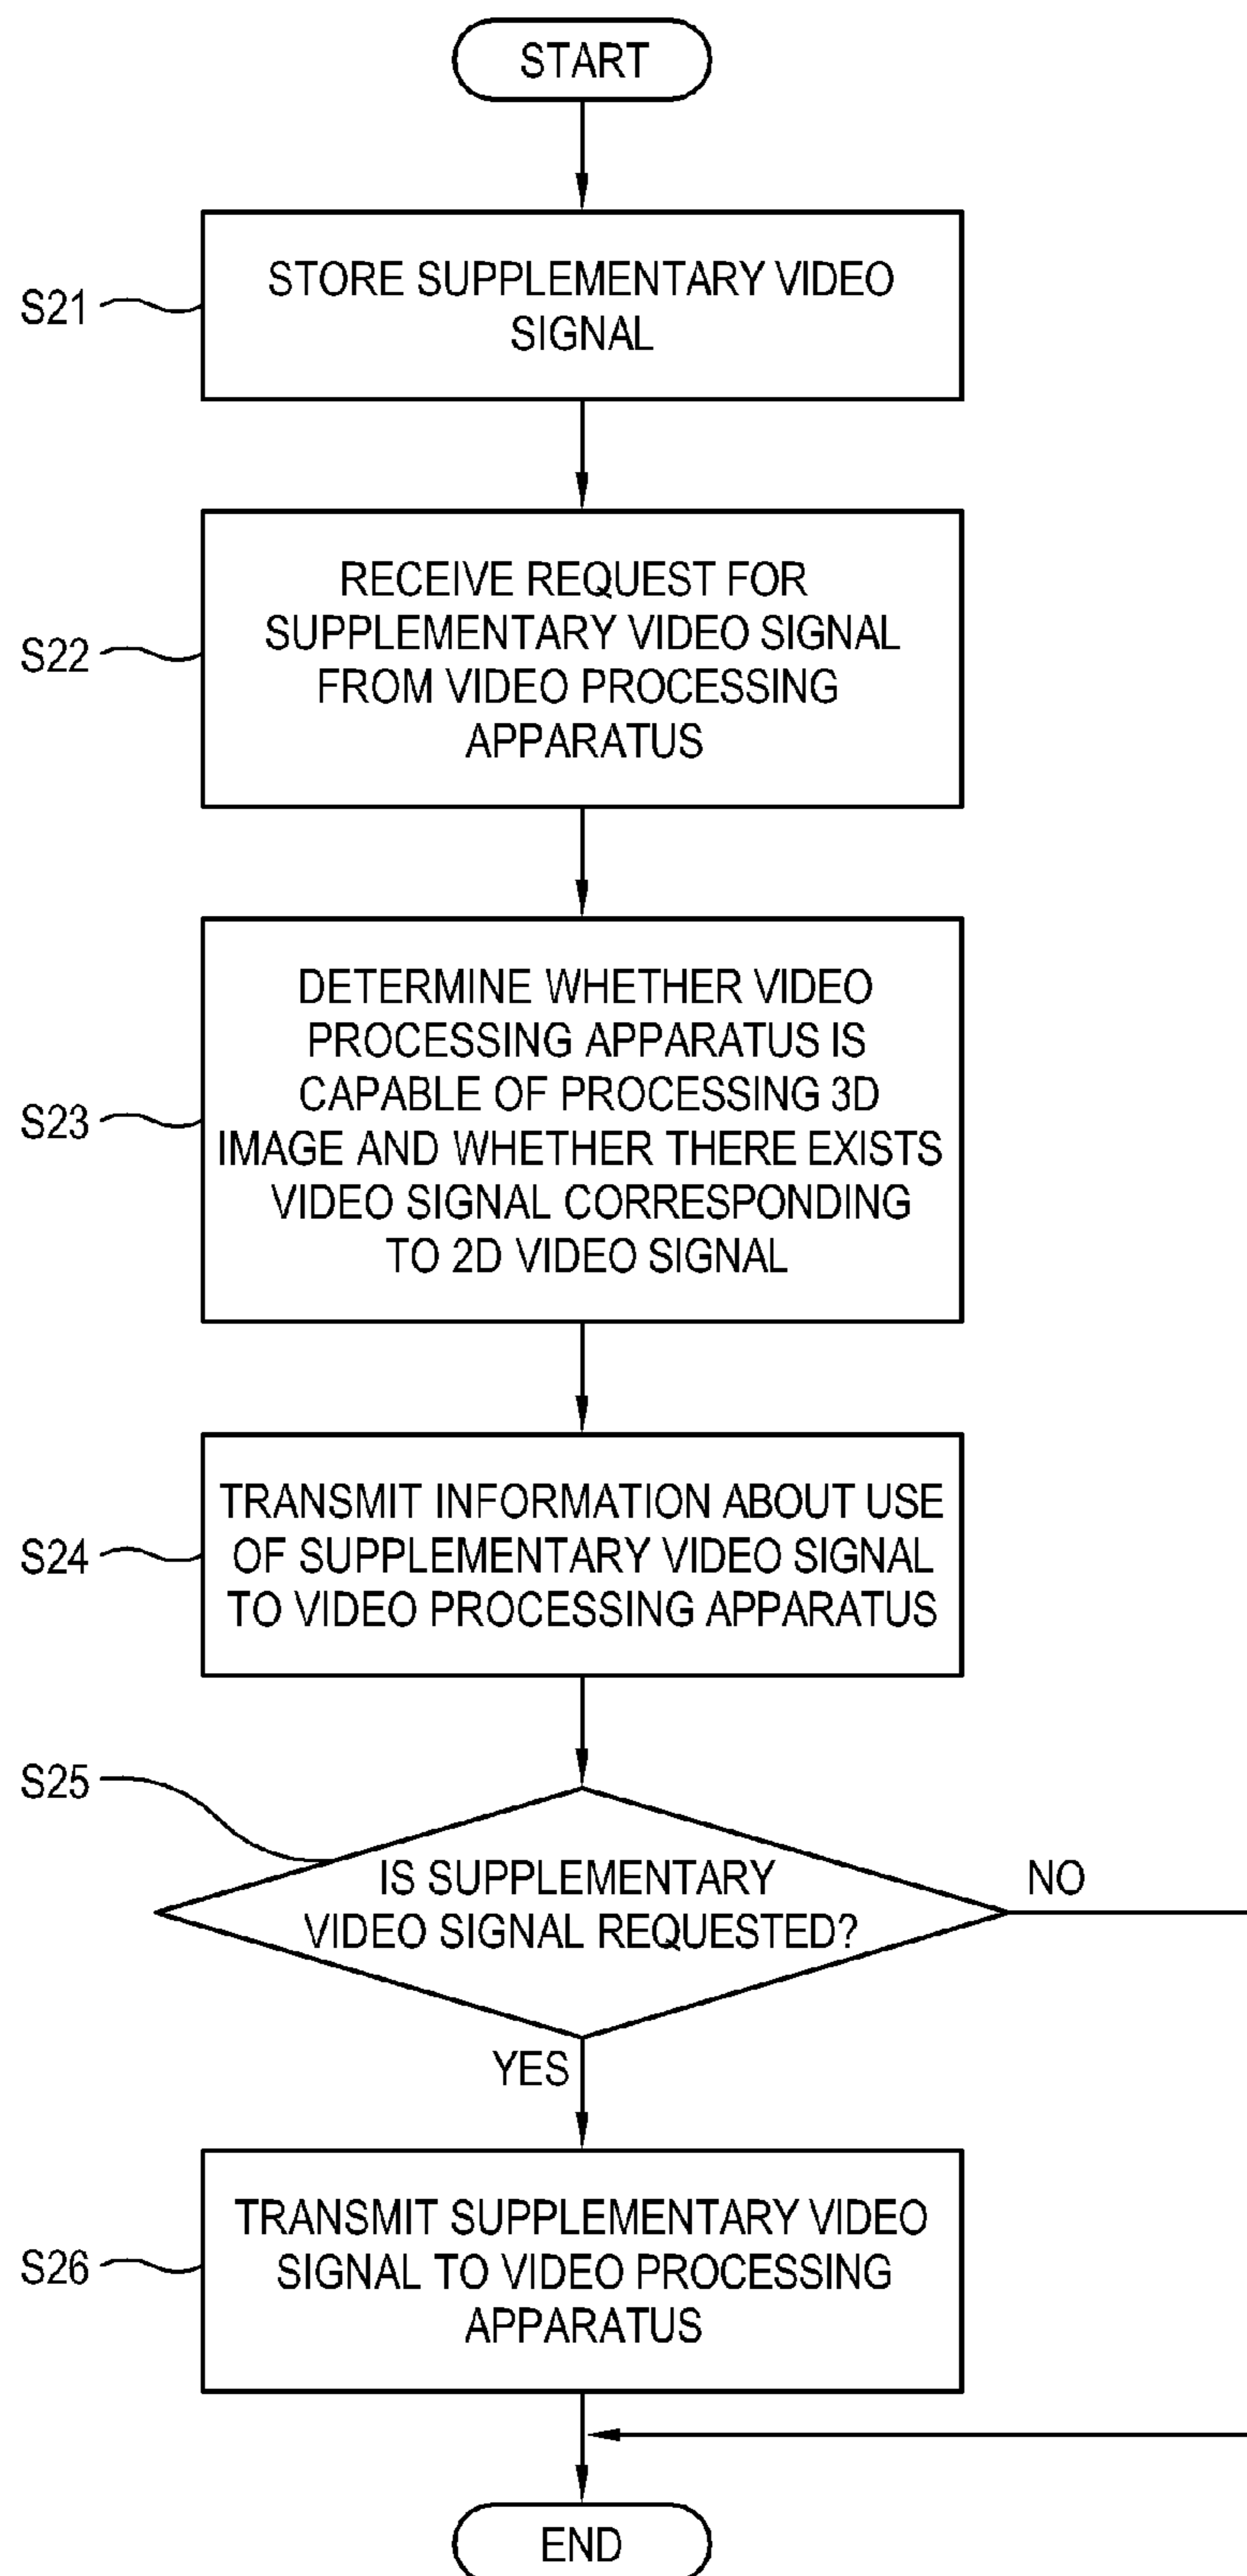 START
S21
STORE SUPPLEMENTARY VIDEO
SIGNAL
S22
RECEIVE REQUEST FOR
SUPPLEMENTARY VIDEO SIGNAL
FROM VIDEO PROCESSING
APPARATUS
S23
DETERMINE WHETHER VIDEO
PROCESSING APPARATUS IS
CAPABLE OF PROCESSING 3D
IMAGE AND WHETHER THERE EXISTS
VIDEO SIGNAL CORRESPONDING
TO 2D VIDEO SIGNAL
S24
TRANSMIT INFORMATION ABOUT USE
OF SUPPLEMENTARY VIDEO SIGNAL
TO VIDEO PROCESSING APPARATUS
S25
IS SUPPLEMENTARY
VIDEO SIGNAL REQUESTED?
NO
YES
S26
TRANSMIT SUPPLEMENTARY VIDEO
SIGNAL TO VIDEO PROCESSING
APPARATUS
END